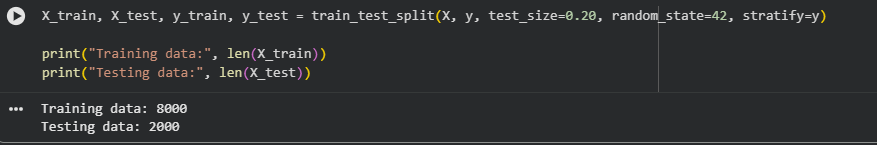 X_train, X_test, y_train, y_test = train_test_split(X, y, test_size=0.20, random_state=42, stratify=y)
print("Training data:", len(X_train))
print("Testing data:", len(X_test))
Training data: 8000
Testing data: 2000